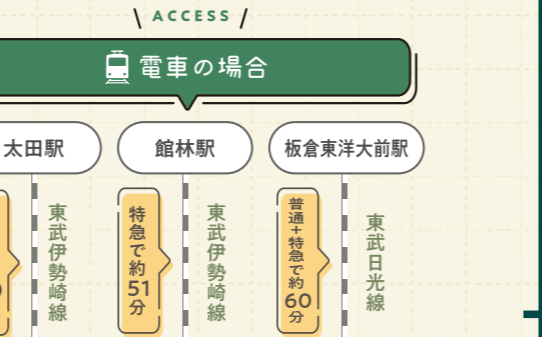 ACCESS
電車の場合
太田駅
館林駅
板倉東洋大前駅
東武伊勢崎線
特急で約51分
東武伊勢崎線
普通+特急で約60分
東武日光線